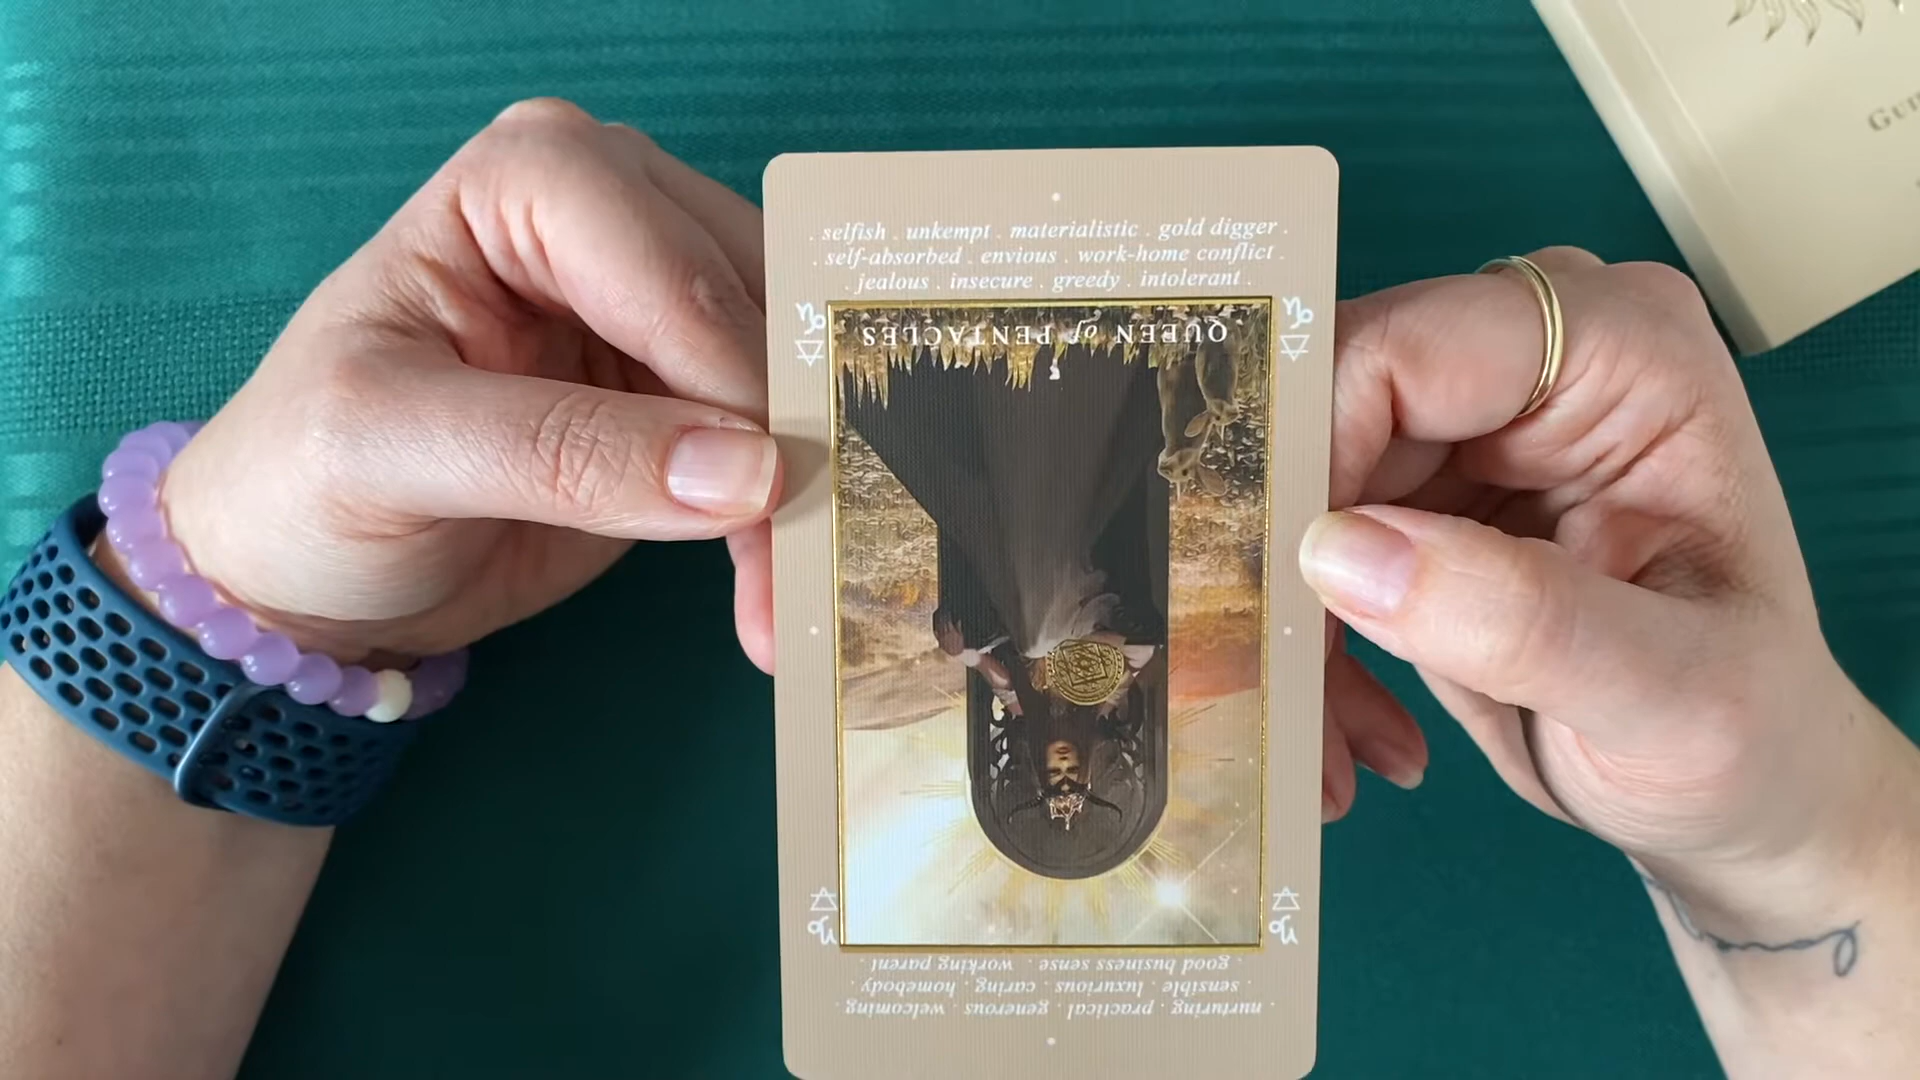 . selfish . unkempt . materialistic . gold digger .
. self-absorbed . envious . work-home conflict .
. jealous . insecure . greedy . intolerant .
QUEEN of PENTACLES
. nurturing . practical . generous . welcoming .
. sensible . luxurious . caring . homebody .
. good business sense . working parent .